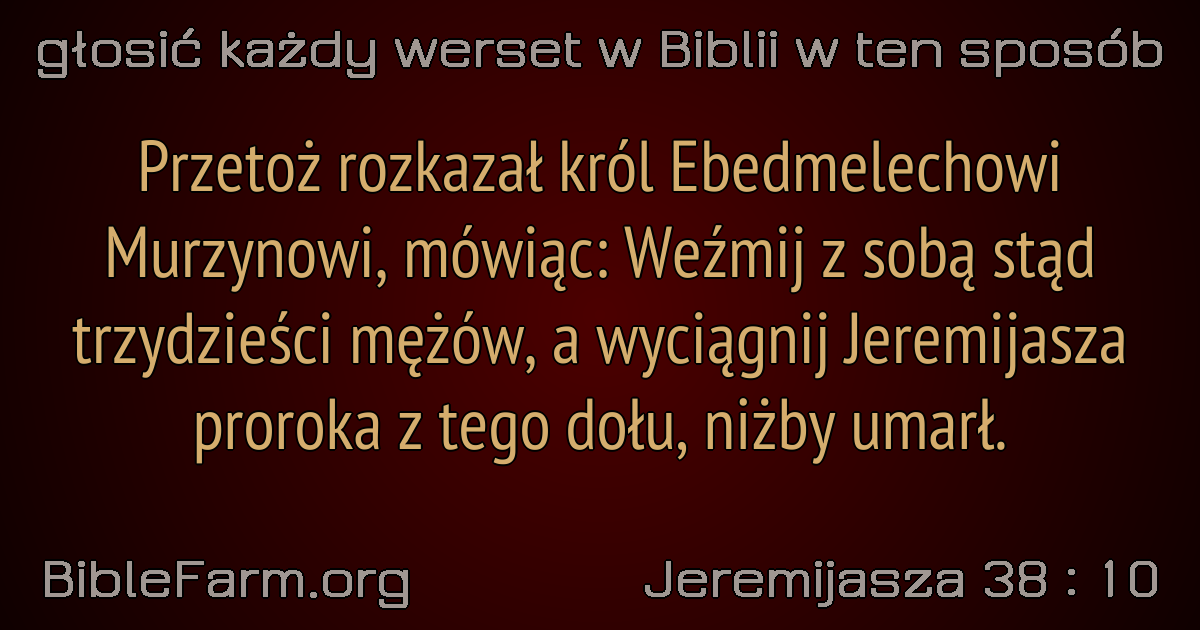 głosić każdy werset w Biblii w ten sposób
Przetoż rozkazał król Ebedmelechowi
Murzynowi, mówiąc: Weźmij z sobą stąd
trzydzieści mężów, a wyciągnij Jeremijasza
proroka z tego dołu, niżby umarł.
BibleFarm.org
Jeremijasza 38 : 10